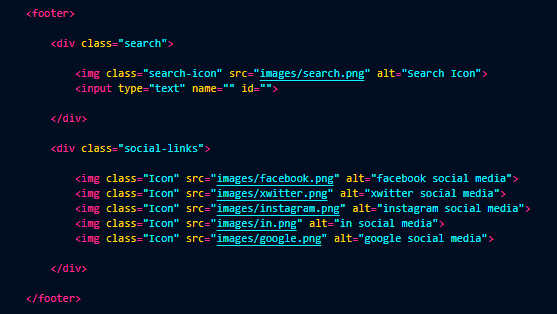 <footer>
<div class="search">
<img class="search-icon" src="images/search.png" alt="Search Icon">
<input type="text" name="" id="">
</div>
<div class="social-links">
<img class="Icon" src="images/facebook.png" alt="facebook social media">
<img class="Icon" src="images/xwitter.png" alt="xwitter social media">
<img class="Icon" src="images/instagram.png" alt="instagram social media">
<img class="Icon" src="images/in.png" alt="in social media">
<img class="Icon" src="images/google.png" alt="google social media">
</div>
</footer>